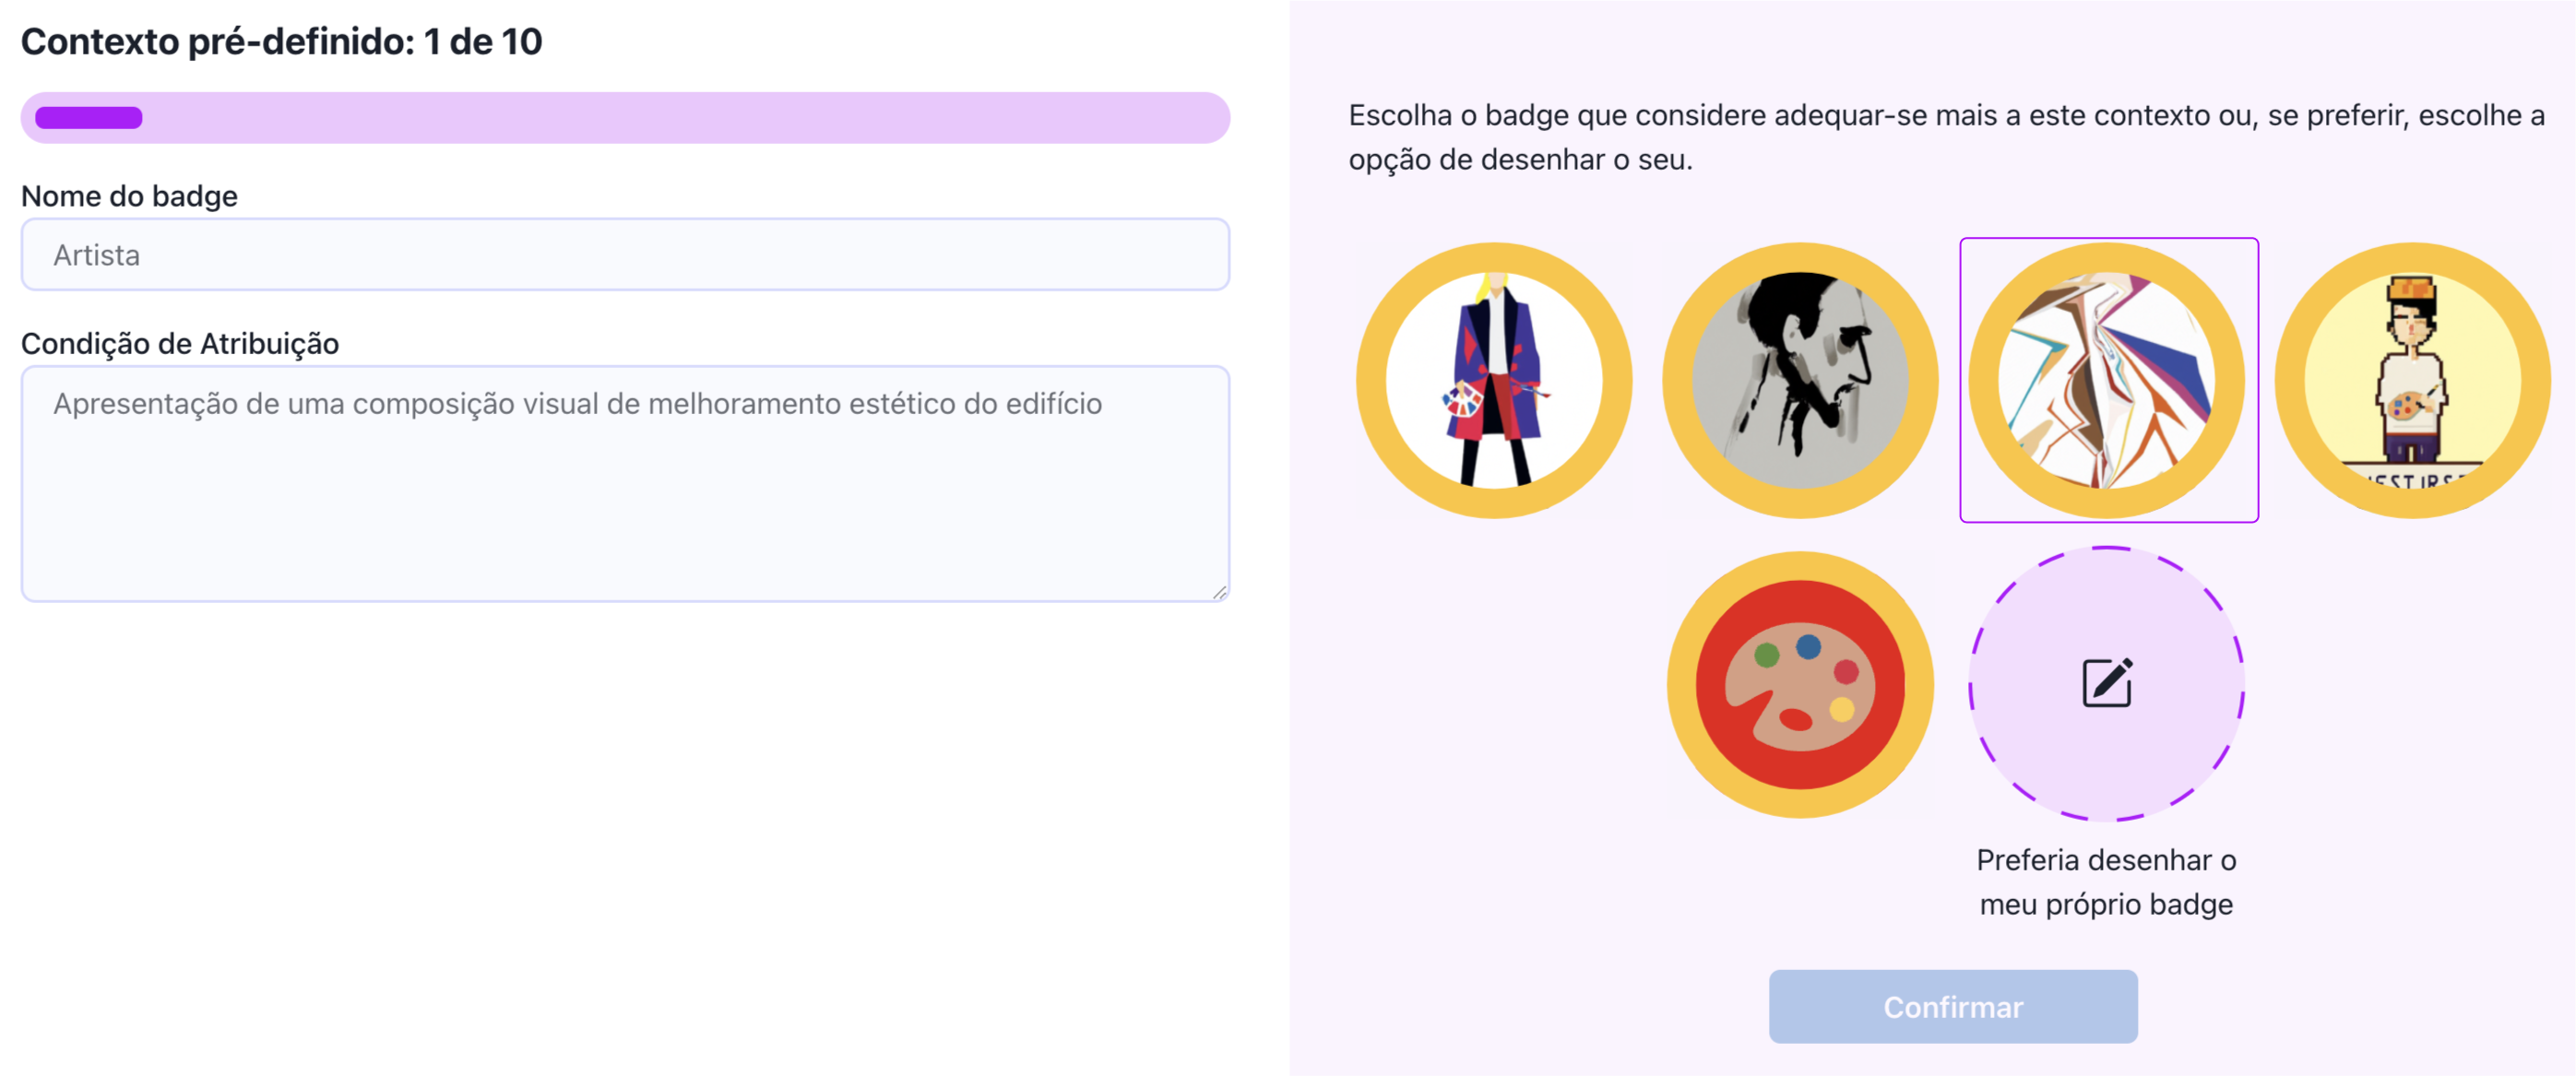 Contexto pré-definido: 1 de 10
Nome do badge
Artista
Condição de Atribuição
Apresentação de uma composição visual de melhoramento estético do edifício
Escolha o badge que considere adequar-se mais a este contexto ou, se preferir, escolhe a
opção de desenhar o seu.
Preferia desenhar o
meu próprio badge
Confirmar